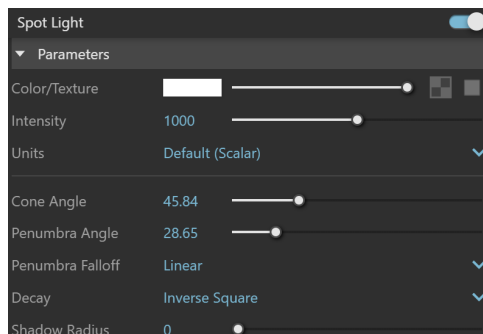 Spot Light
Parameters
Color/Texture
Intensity 1000
Units Default (Scalar)
Cone Angle 45.84
Penumbra Angle 28.65
Penumbra Falloff Linear
Decay Inverse Square
Shadow Radius 0